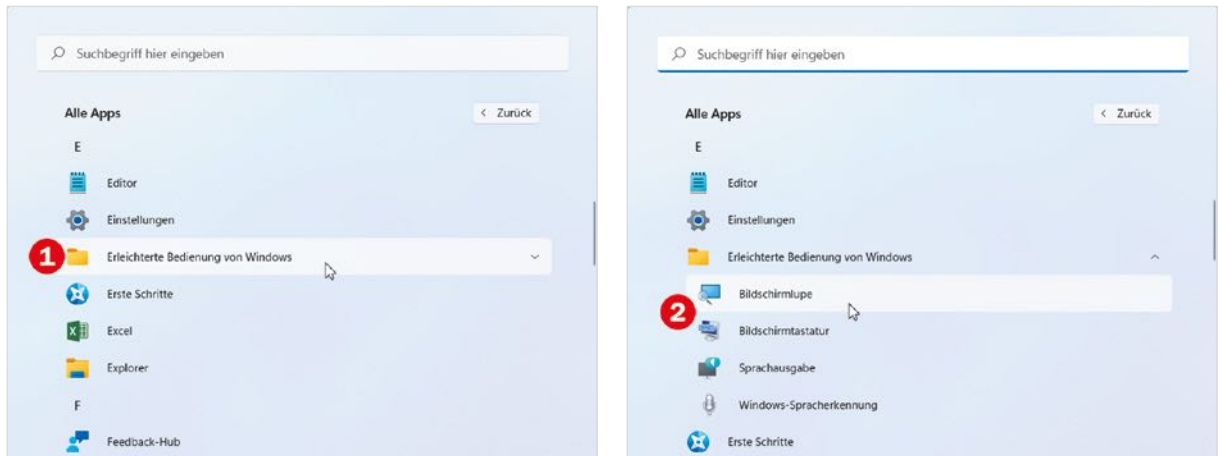 Suchbegriff hier eingeben
Alle Apps
< Zurück
E
Editor
Einstellungen
1
Erleichterte Bedienung von Windows
Erste Schritte
Excel
Explorer
F
Feedback-Hub
Suchbegriff hier eingeben
Alle Apps
< Zurück
E
Editor
Einstellungen
Erleichterte Bedienung von Windows
Bildschirmlupe
2
Bildschirmtastatur
Sprachausgabe
Windows-Spracherkennung
Erste Schritte